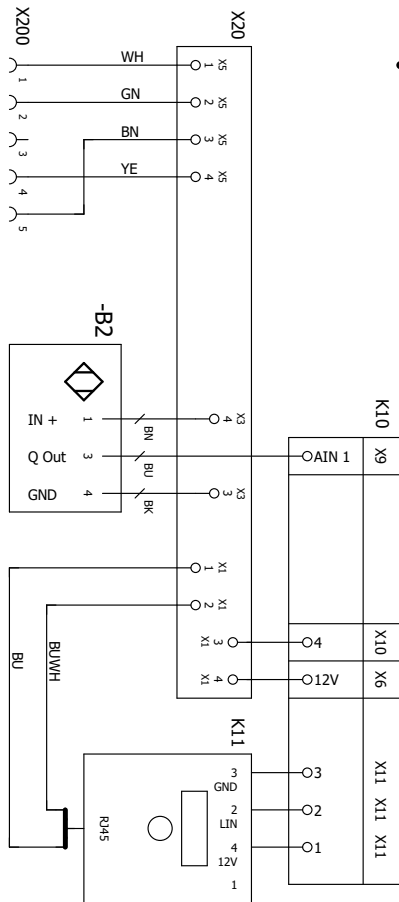 X200
X20
1
WH
1 X5
2
GN
2 X5
3
BN
3 X5
4
YE
4 X5
5
-B2
K10
IN +
1
BN
4 X3
Q Out
3
BU
AIN 1
X9
GND
4
BK
3 X3
1 X1
2 X1
X1 3
4
X10
X1 4
12V
X6
BU
BUWH
K11
RJ45
3
GND
3
X11
2
LIN
2
X11
4
12V
1
X11
1